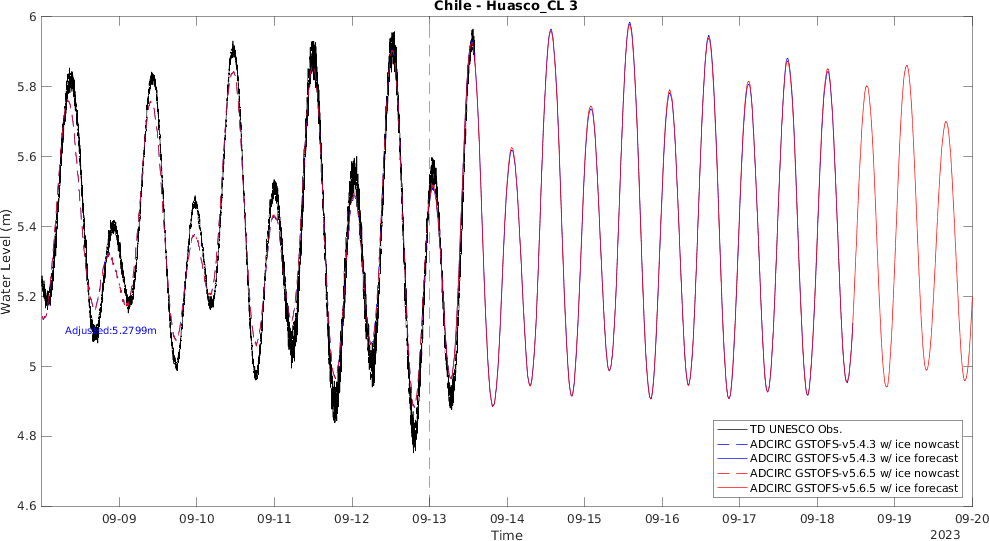 Chile - Huasco_CL 3
6
5.8
5.6
5.4
5.2
5
4.8
4.6
Water Level (m)
Adjusted:5.2799m
TD UNESCO Obs.
ADCIRC GSTOFS-v5.4.3 w/ ice nowcast
ADCIRC GSTOFS-v5.4.3 w/ ice forecast
ADCIRC GSTOFS-v5.6.5 w/ ice nowcast
ADCIRC GSTOFS-v5.6.5 w/ ice forecast
09-09 09-10 09-11 09-12 09-13 09-14 09-15 09-16 09-17 09-18 09-19 09-20
Time
2023